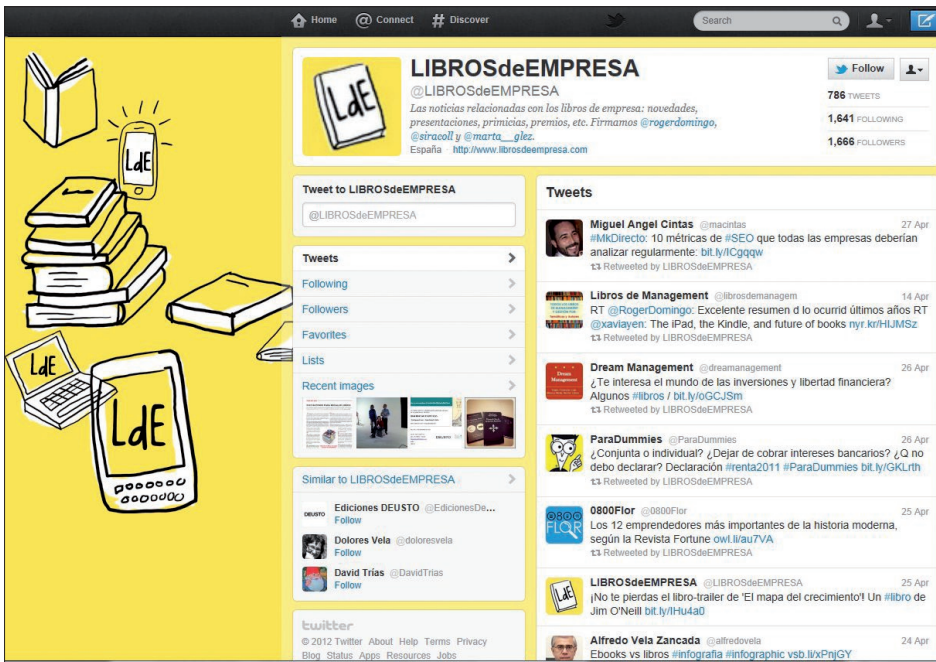 Home @ Connect # Discover Search
LdE
LdE
LdE
LdE
LdE
LIBROSdeEMPRESA
@LIBROSdeEMPRESA
Las noticias relacionadas con los libros de empresa: novedades,
presentaciones, primicias, premios, etc. Firmamos @rogerdomingo,
@siracoll y @marta__glez.
España http://www.librosdeempresa.com
Follow
786 TWEETS
1,641 FOLLOWING
1,666 FOLLOWERS
Tweet to LIBROSdeEMPRESA
@LIBROSdeEMPRESA
Tweets
Following
Followers
Favorites
Lists
Recent images
Similar to LIBROSdeEMPRESA
DEUSTO
Ediciones DEUSTO @EdicionesDe...
Follow
Dolores Vela @doloresvela
Follow
David Trías @DavidTrias
Follow
twitter
© 2012 Twitter About Help Terms Privacy
Blog Status Apps Resources Jobs
Tweets
Miguel Angel Cintas @macintas 27 Apr
#MkDirecto: 10 métricas de #SEO que todas las empresas deberían
analizar regularmente: bit.ly/ICgqqw
Retweeted by LIBROSdeEMPRESA
Libros de Management @librosdemanagem 14 Apr
RT @RogerDomingo: Excelente resumen d lo ocurrid últimos años RT
@xaviayen: The iPad, the Kindle, and future of books nyr.kr/HIJMSz
Retweeted by LIBROSdeEMPRESA
Dream
Management
Dream Management @dreamanagement 26 Apr
¿Te interesa el mundo de las inversiones y libertad financiera?
Algunos #libros / bit.ly/oGCJSm
Retweeted by LIBROSdeEMPRESA
ParaDummies @ParaDummies 26 Apr
¿Conjunta o individual? ¿Dejar de cobrar intereses bancarios? ¿Q no
debo declarar? Declaración #renta2011 #ParaDummies bit.ly/GKLrth
Retweeted by LIBROSdeEMPRESA
0800
FLOR
0800Flor @0800Flor 25 Apr
Los 12 emprendedores más importantes de la historia moderna,
según la Revista Fortune owl.li/au7VA
Retweeted by LIBROSdeEMPRESA
LdE
LIBROSdeEMPRESA @LIBROSdeEMPRESA 25 Apr
¡No te pierdas el libro-trailer de 'El mapa del crecimiento'! Un #libro de
Jim O'Neill bit.ly/IHu4a0
Alfredo Vela Zancada @alfredovela 24 Apr
Ebooks vs libros #infografia #infographic vsb.li/xPnjGY